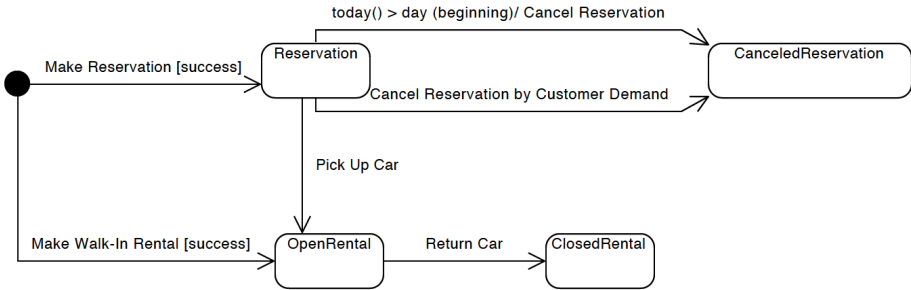 today() > day (beginning)/ Cancel Reservation
Reservation
CanceledReservation
Make Reservation [success]
Cancel Reservation by Customer Demand
Pick Up Car
Make Walk-In Rental [success]
OpenRental
Return Car
ClosedRental